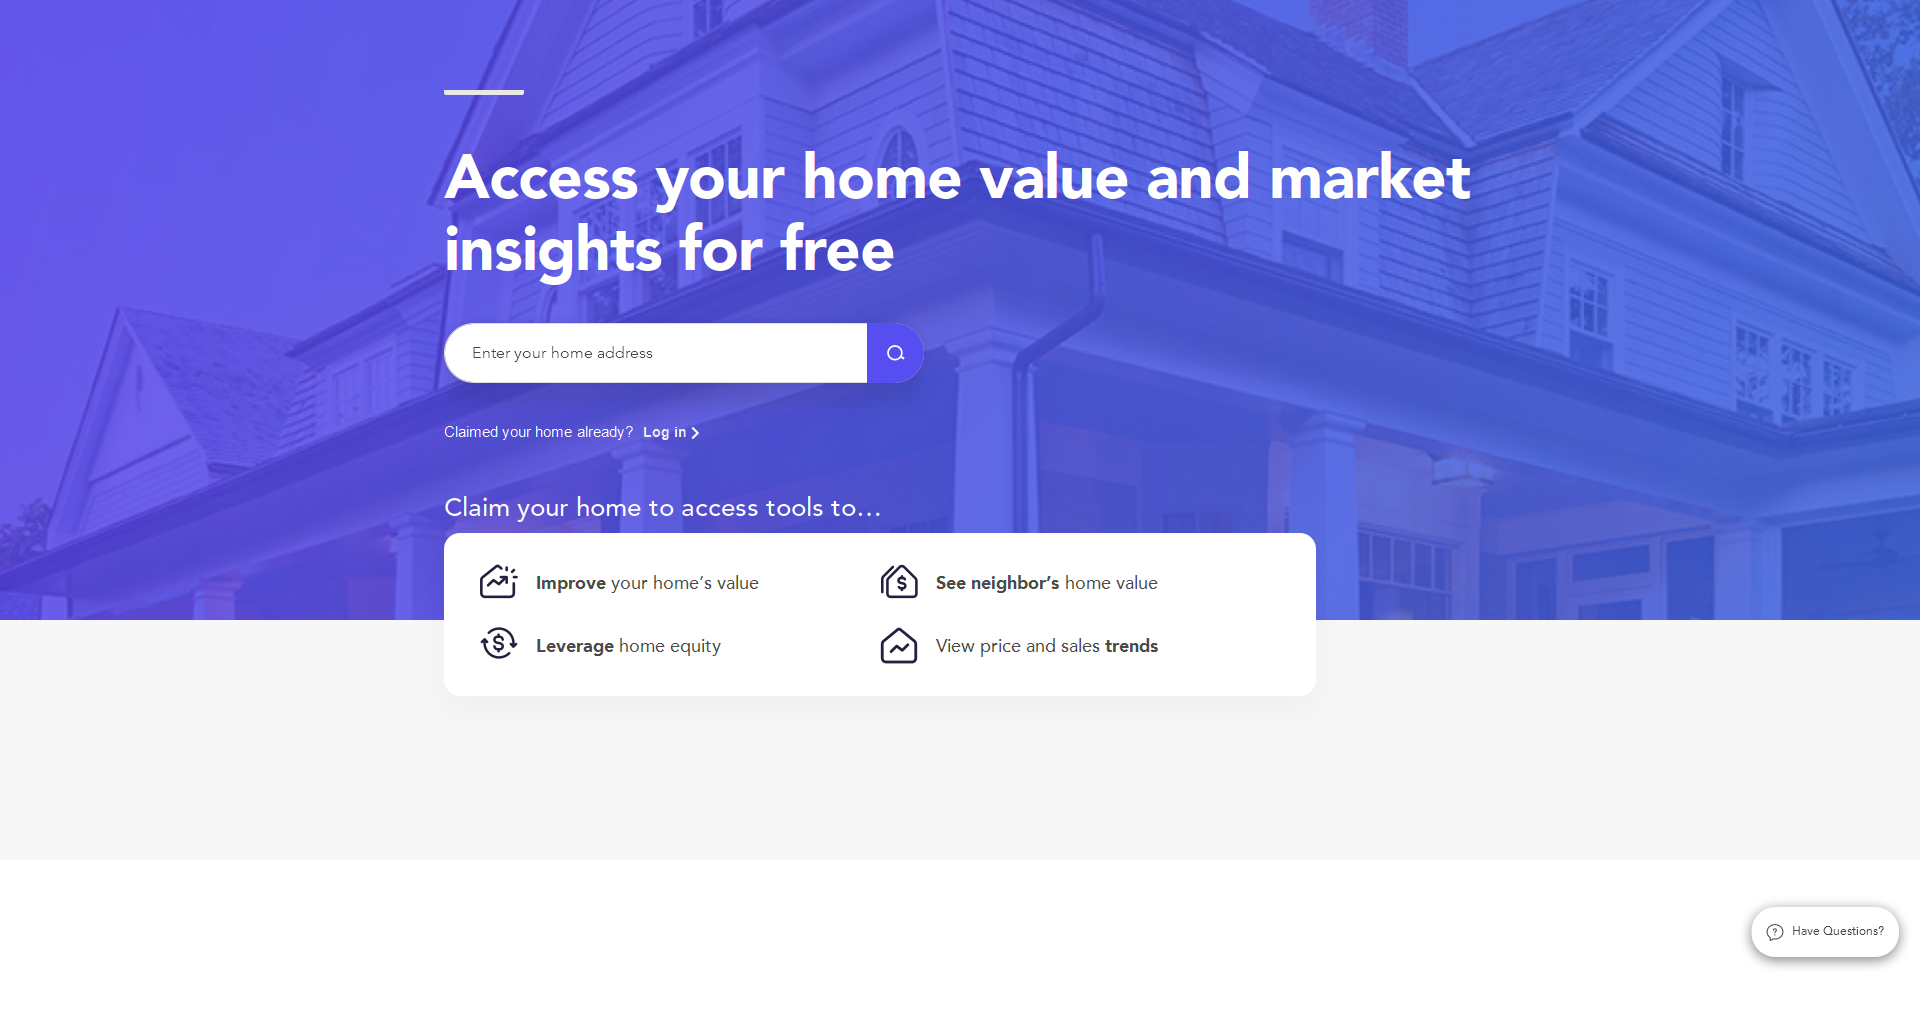 Access your home value and market
insights for free
Enter your home address
Claimed your home already? Log in
Claim your home to access tools to...
Improve your home's value
See neighbor's home value
Leverage home equity
View price and sales trends
Have Questions?